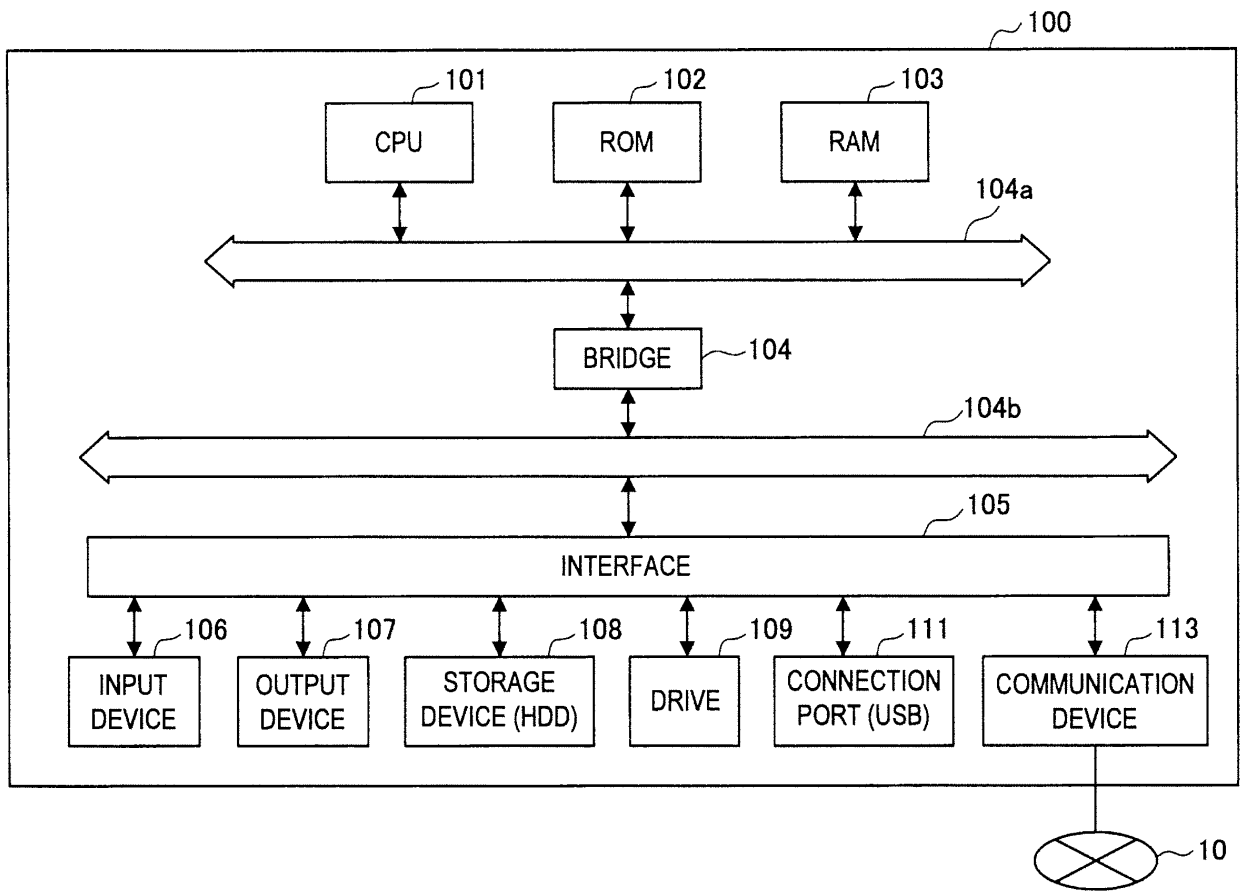 100
101
102
103
CPU
ROM
RAM
104a
BRIDGE
104
104b
105
INTERFACE
106
107
108
109
111
113
INPUT
DEVICE
OUTPUT
DEVICE
STORAGE
DEVICE (HDD)
DRIVE
CONNECTION
PORT (USB)
COMMUNICATION
DEVICE
10